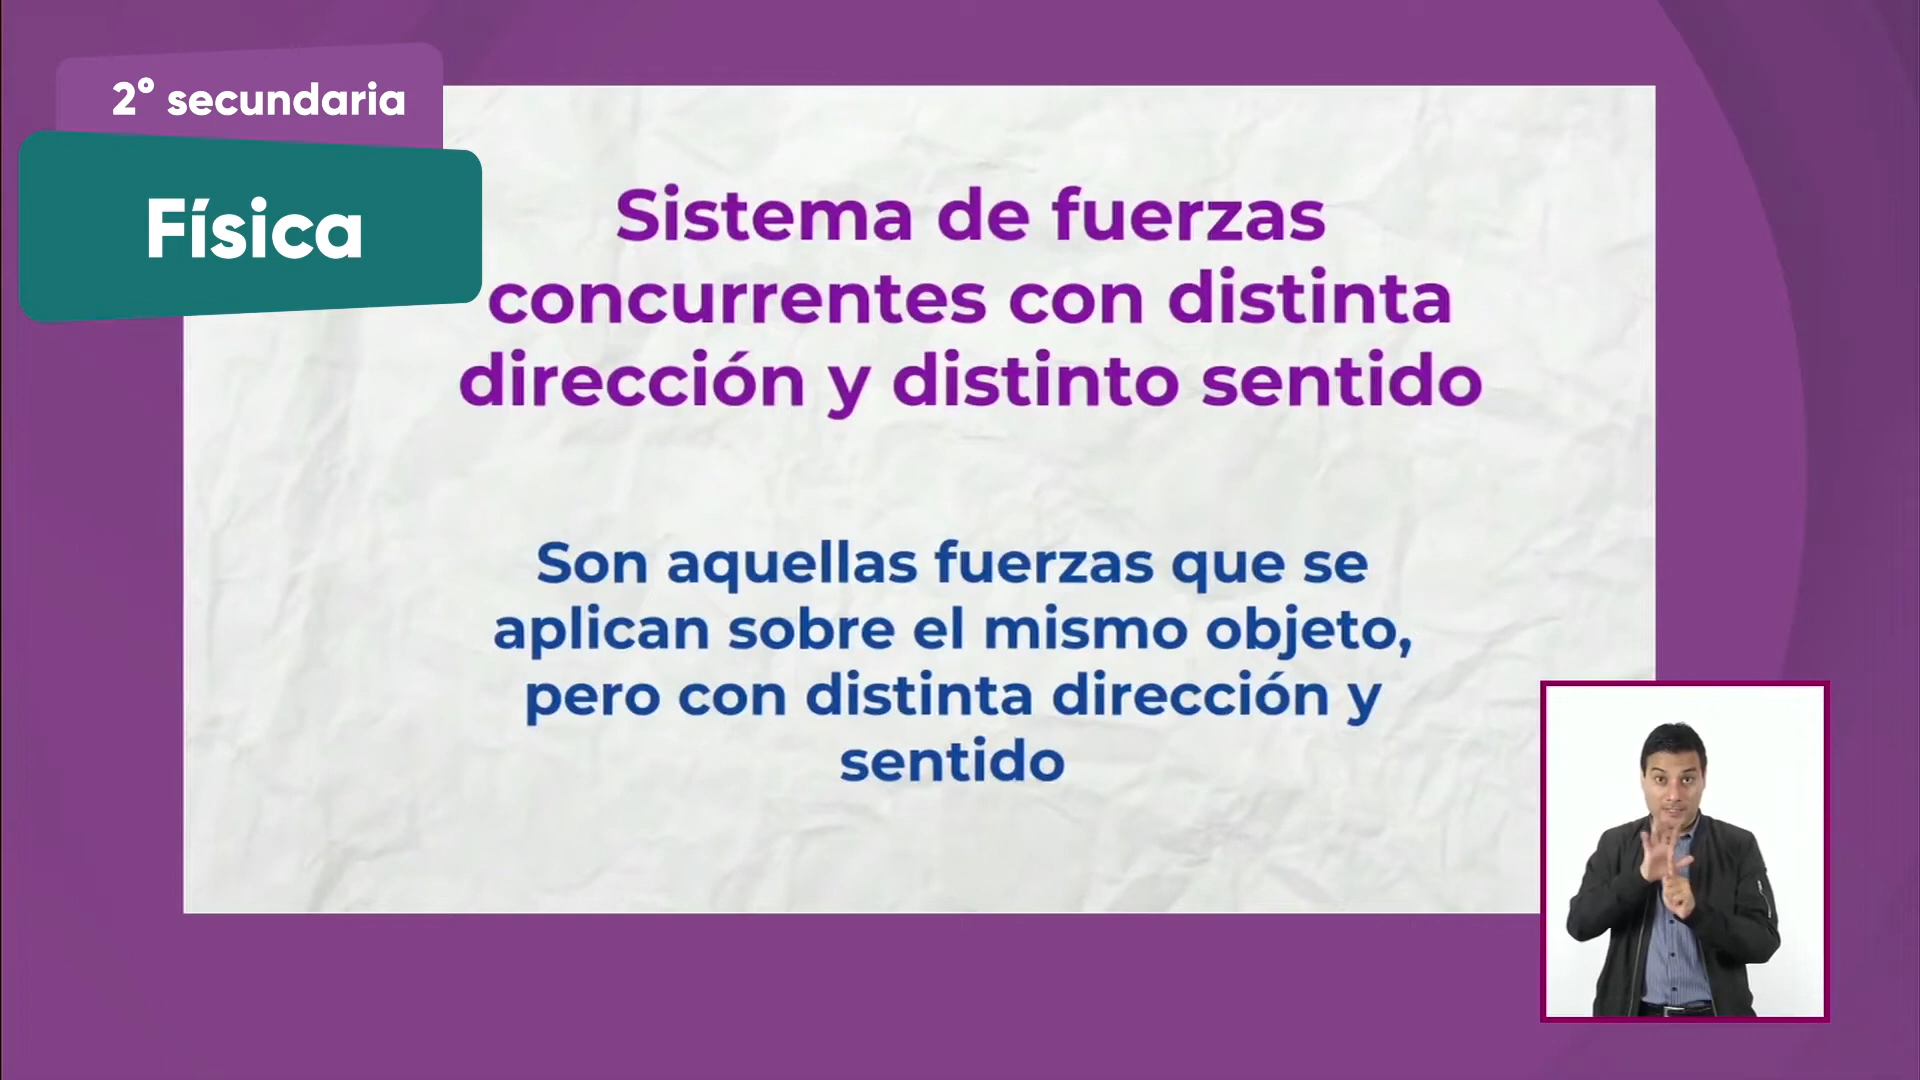 2° secundaria
Física
Sistema de fuerzas
concurrentes con distinta
dirección y distinto sentido
Son aquellas fuerzas que se
aplican sobre el mismo objeto,
pero con distinta dirección y
sentido